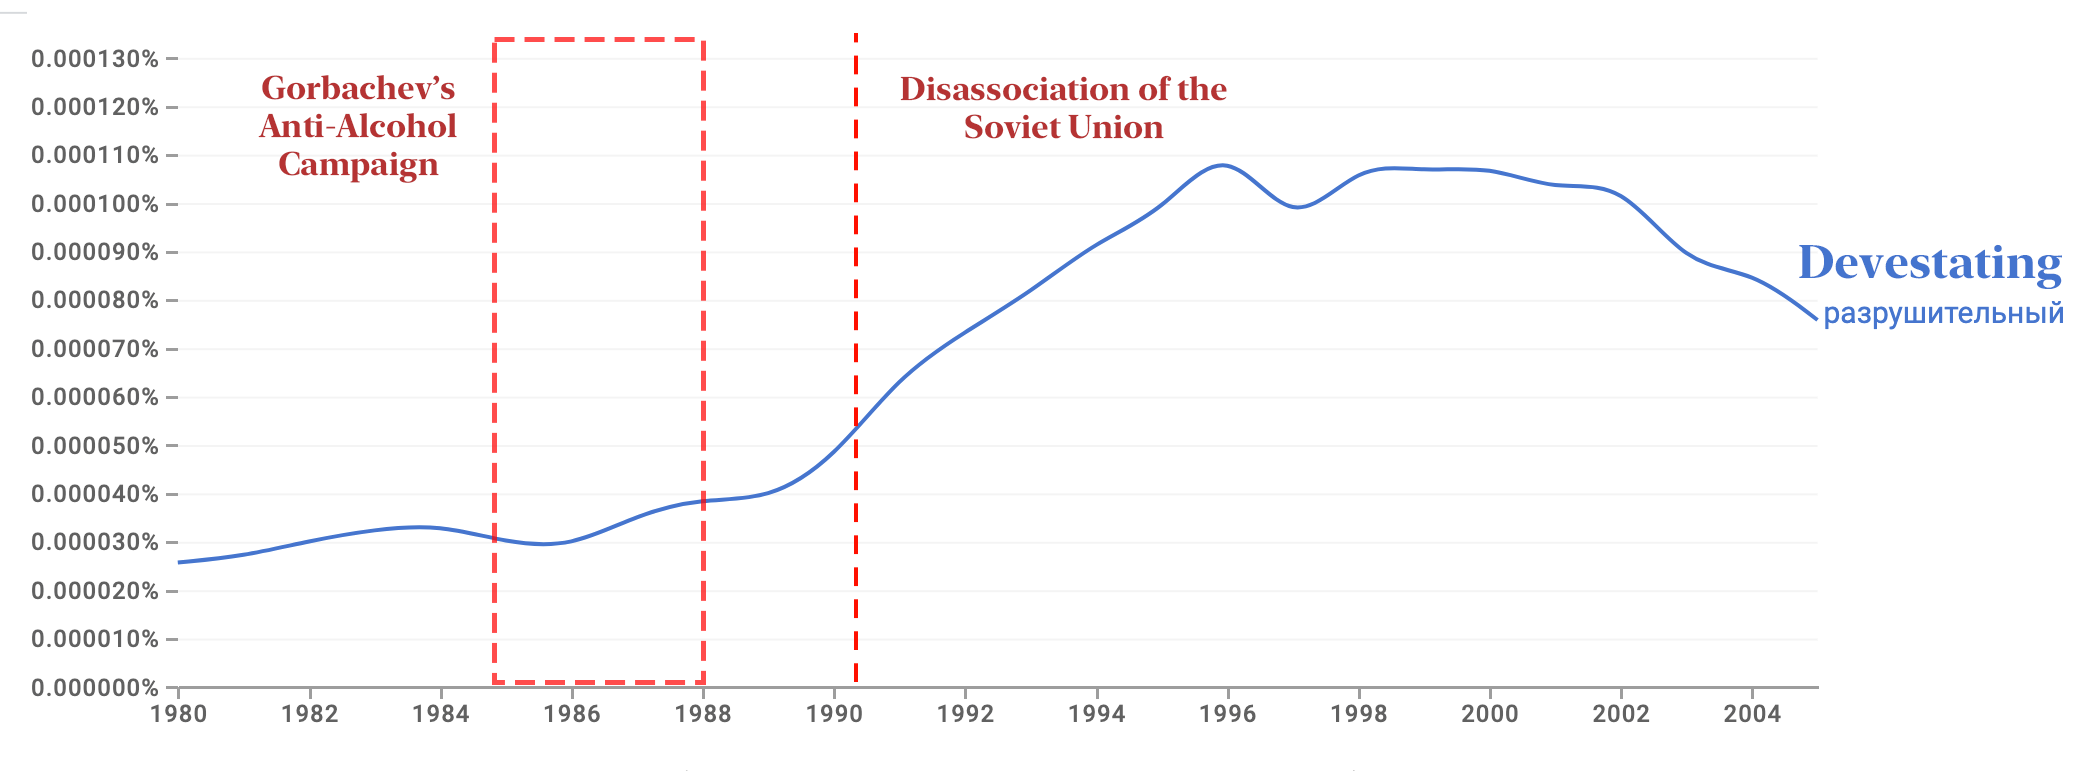 0.000130%
0.000120%
0.000110%
0.000100%
0.000090%
0.000080%
0.000070%
0.000060%
0.000050%
0.000040%
0.000030%
0.000020%
0.000010%
0.000000%
Gorbachev’s
Anti-Alcohol
Campaign
Disassociation of the
Soviet Union
Devestating
разрушительный
1980 1982 1984 1986 1988 1990 1992 1994 1996 1998 2000 2002 2004